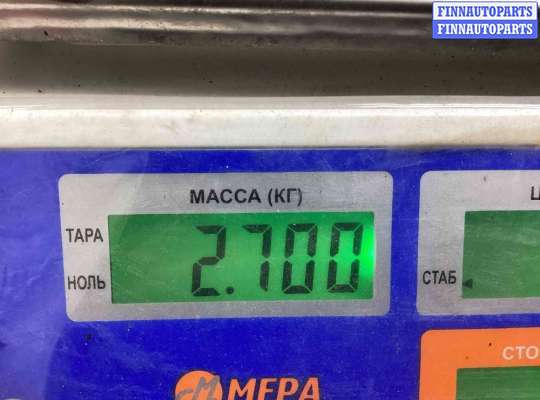 FINNAUTOPARTS
FINNAUTOPARTS
МАССА (КГ)
ТАРА
2.700
НОЛЬ
СТАБ
МЕРА